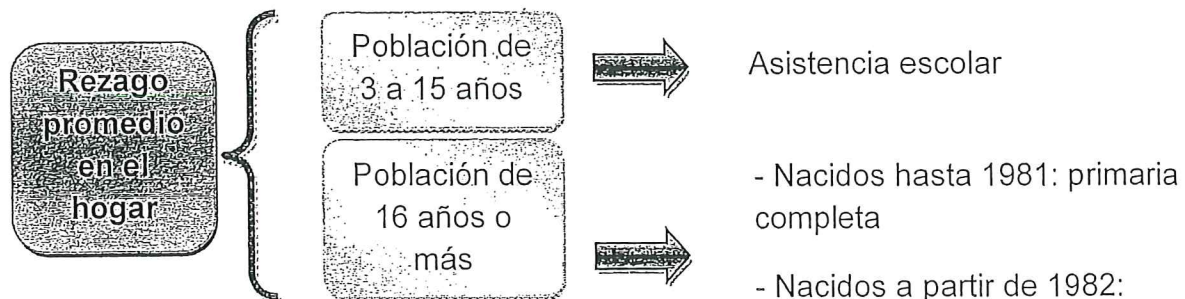 Rezago
promedio
en el
hogar
Población de
3 a 15 años
Asistencia escolar
Población de
16 años o
más
- Nacidos hasta 1981: primaria
completa
- Nacidos a partir de 1982: